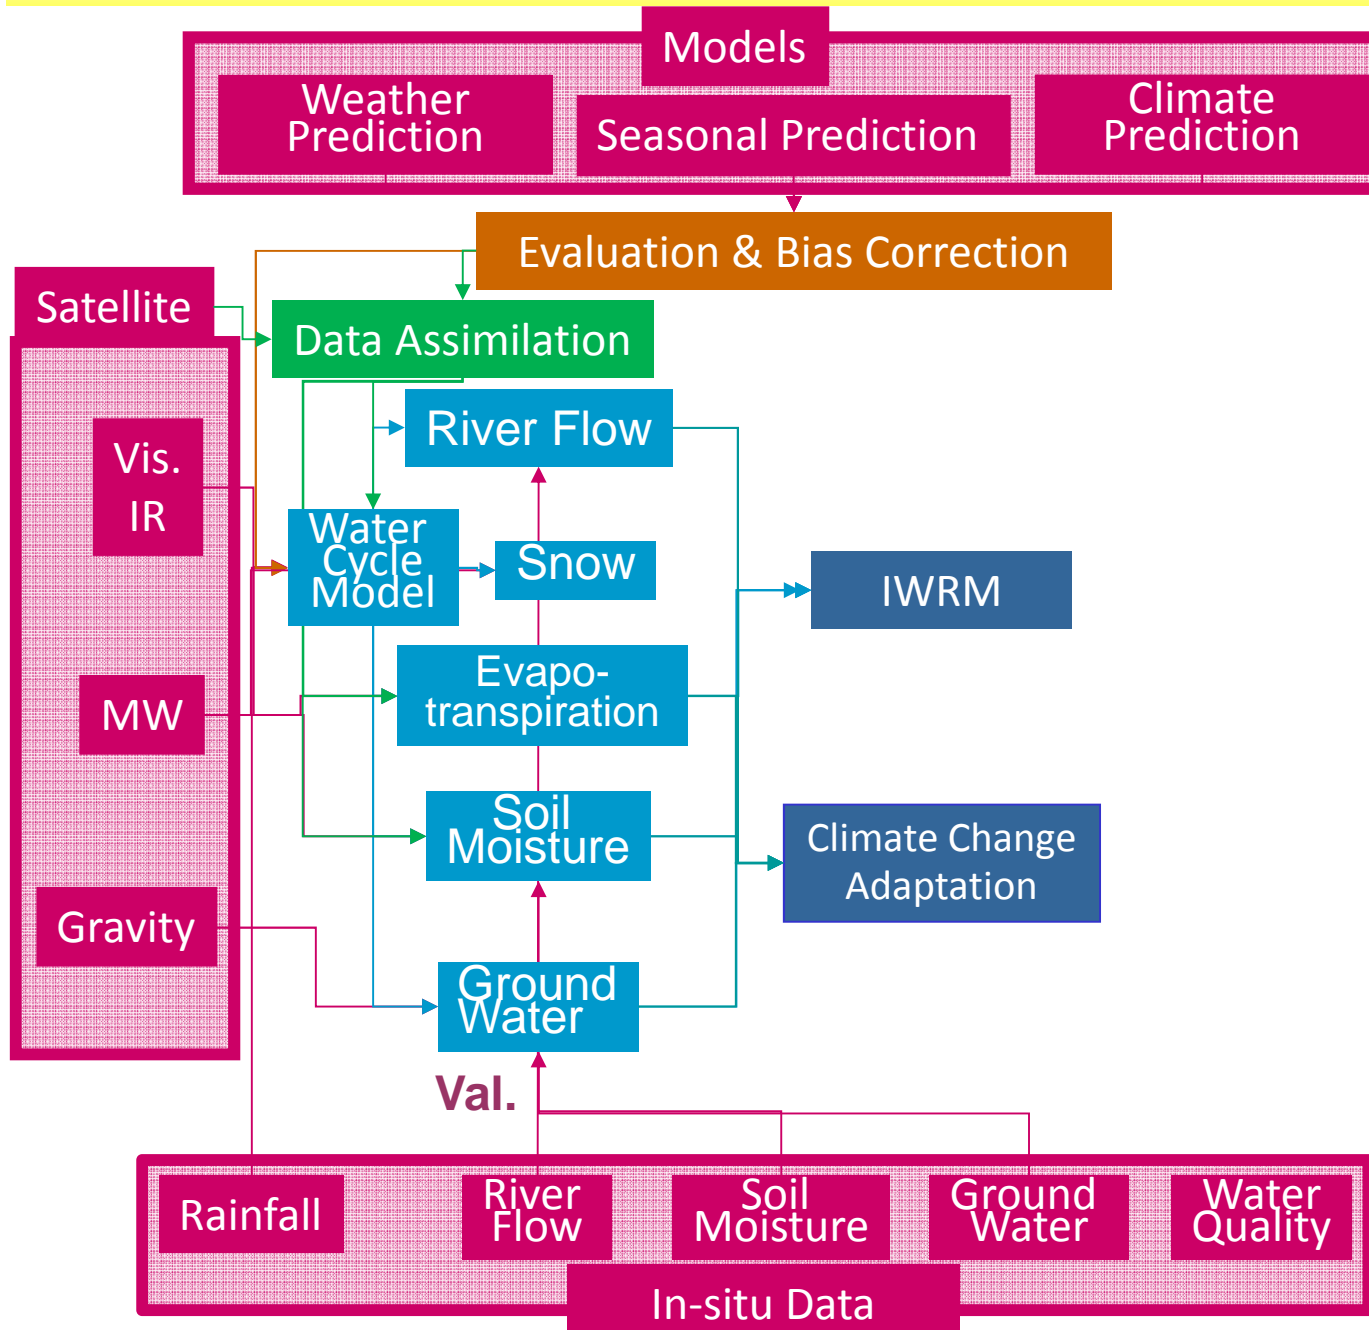 Models
Weather
Prediction
Seasonal Prediction
Climate
Prediction
Evaluation & Bias Correction
Satellite
Data Assimilation
River Flow
Vis.
IR
Water
Cycle
Model
Snow
IWRM
Evapo-
transpiration
MW
Soil
Moisture
Climate Change
Adaptation
Gravity
Ground
Water
Val.
Rainfall
River
Flow
Soil
Moisture
Ground
Water
Water
Quality
In-situ Data